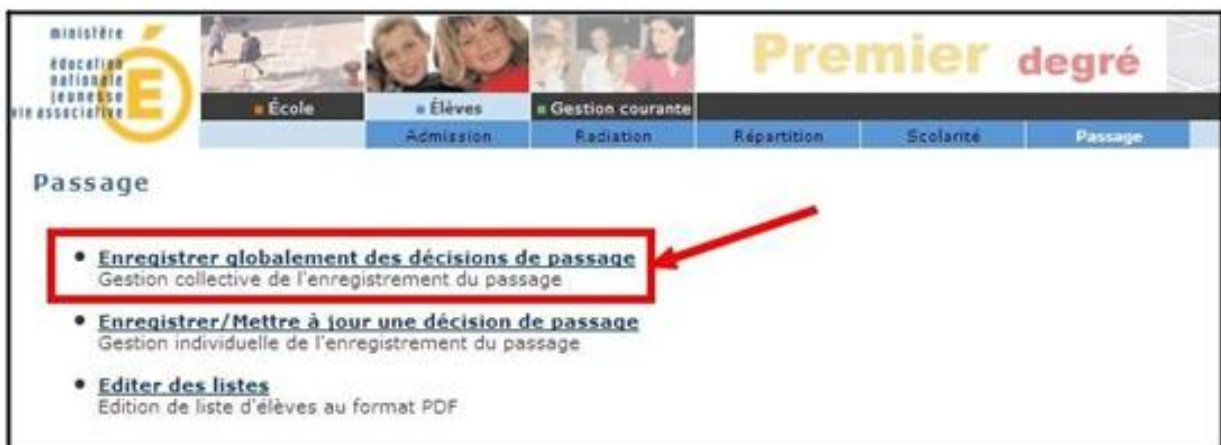 ministère
éducation
nationale
jeunesse
vie associative
É
Premier degré
École
Élèves
Gestion courante
Admission
Radiation
Répartition
Scolarité
Passage
Passage
Enregistrer globalement des décisions de passage
Gestion collective de l'enregistrement du passage
Enregistrer/Mettre à jour une décision de passage
Gestion individuelle de l'enregistrement du passage
Editer des listes
Edition de liste d'élèves au format PDF